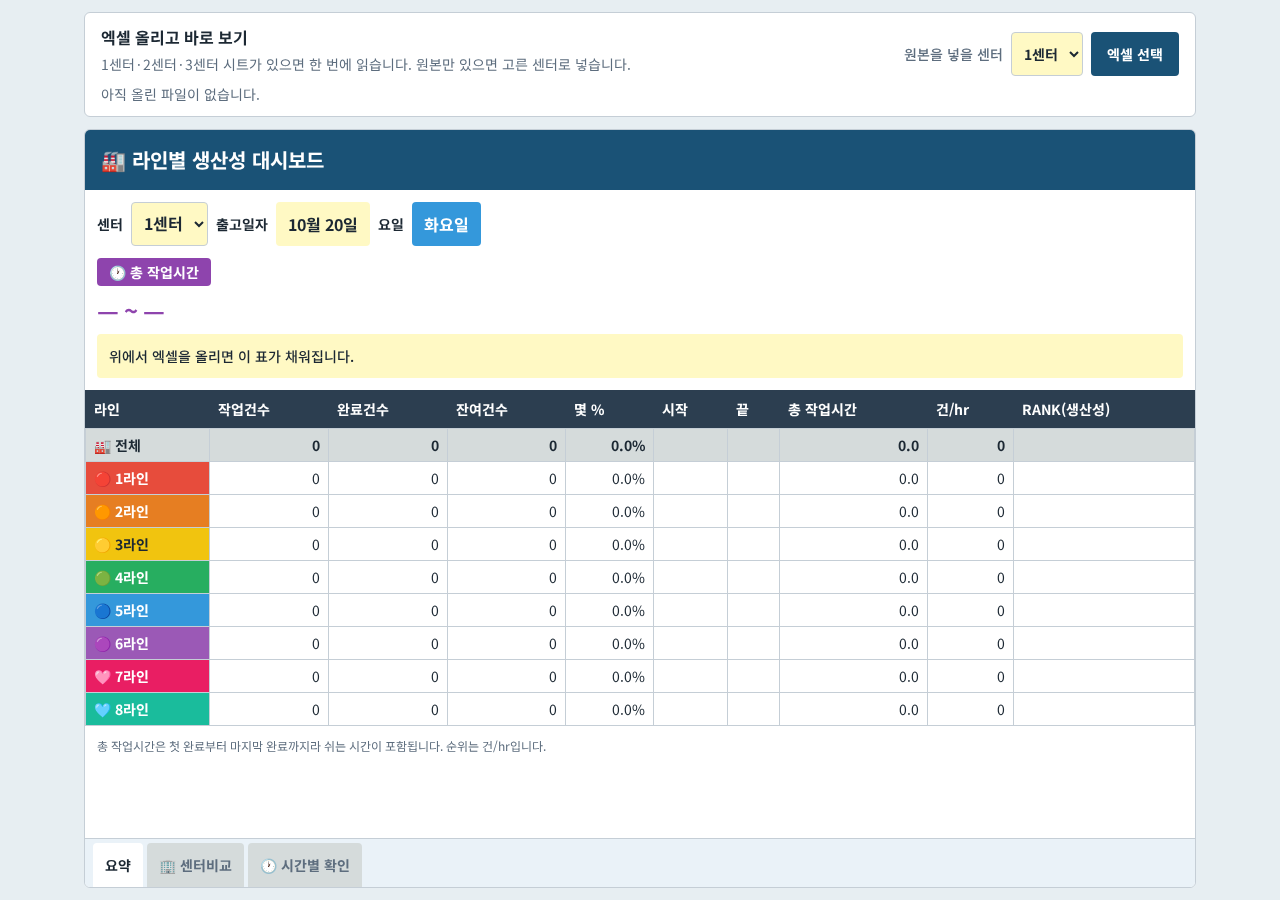 엑셀 올리고 바로 보기
1센터·2센터·3센터 시트가 있으면 한 번에 읽습니다. 원본만 있으면 고른 센터로 넣습니다.
아직 올린 파일이 없습니다.
원본을 넣을 센터 1센터 엑셀 선택
🏭 라인별 생산성 대시보드
센터 1센터 출고일자 10월 20일 요일 화요일
🕐 총 작업시간
— ~ —
위에서 엑셀을 올리면 이 표가 채워집니다.
라인 작업건수 완료건수 잔여건수 몇 % 시작 끝 총 작업시간 건/hr RANK(생산성)
🏭 전체 0 0 0 0.0% 0.0 0
🔴 1라인 0 0 0 0.0% 0.0 0
🟠 2라인 0 0 0 0.0% 0.0 0
🟡 3라인 0 0 0 0.0% 0.0 0
🟢 4라인 0 0 0 0.0% 0.0 0
🔵 5라인 0 0 0 0.0% 0.0 0
🟣 6라인 0 0 0 0.0% 0.0 0
🩷 7라인 0 0 0 0.0% 0.0 0
🩵 8라인 0 0 0 0.0% 0.0 0
총 작업시간은 첫 완료부터 마지막 완료까지라 쉬는 시간이 포함됩니다. 순위는 건/hr입니다.
요약 🏢 센터비교 🕐 시간별 확인